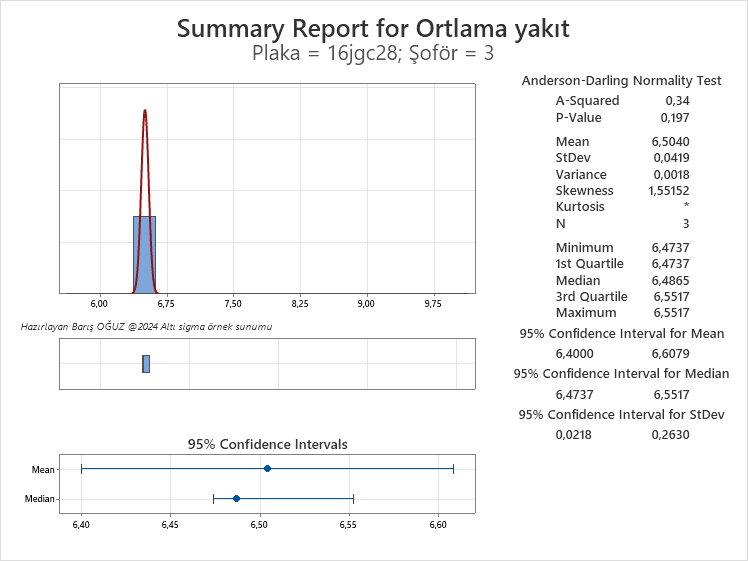 Summary Report for Ortlama yakıt
Plaka = 16jgc28; Şoför = 3
6,00 6,75 7,50 8,25 9,00 9,75
Hazırlayan Barış OĞUZ @2024 Altı sigma örnek sunumu
95% Confidence Intervals
Mean
Median
6,40 6,45 6,50 6,55 6,60
Anderson-Darling Normality Test
A-Squared 0,34
P-Value 0,197
Mean 6,5040
StDev 0,0419
Variance 0,0018
Skewness 1,55152
Kurtosis *
N 3
Minimum 6,4737
1st Quartile 6,4737
Median 6,4865
3rd Quartile 6,5517
Maximum 6,5517
95% Confidence Interval for Mean
6,4000 6,6079
95% Confidence Interval for Median
6,4737 6,5517
95% Confidence Interval for StDev
0,0218 0,2630